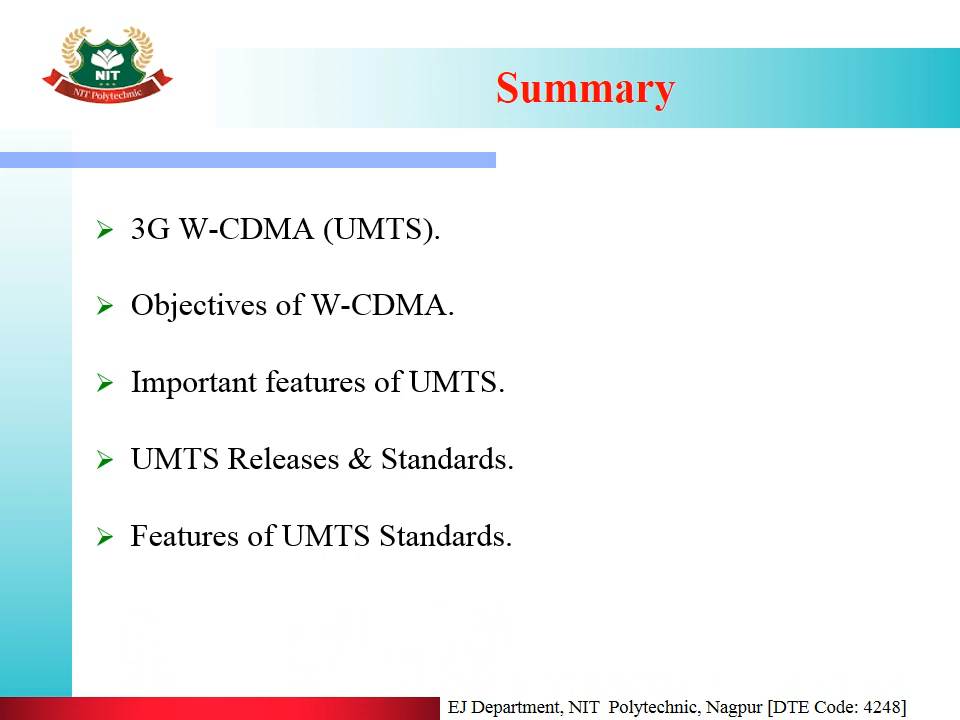 NIT
NIT Polytechnic
Summary
3G W-CDMA (UMTS).
Objectives of W-CDMA.
Important features of UMTS.
UMTS Releases & Standards.
Features of UMTS Standards.
EJ Department, NIT Polytechnic, Nagpur [DTE Code: 4248]